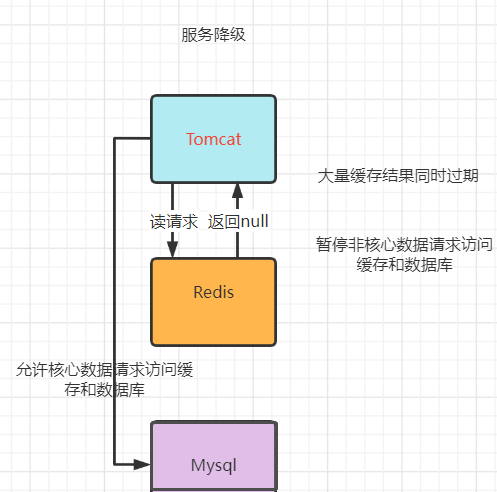 服务降级
Tomcat
大量缓存结果同时过期
读请求 返回null
暂停非核心数据请求访问
缓存和数据库
Redis
允许核心数据请求访问缓
存和数据库
Mysql